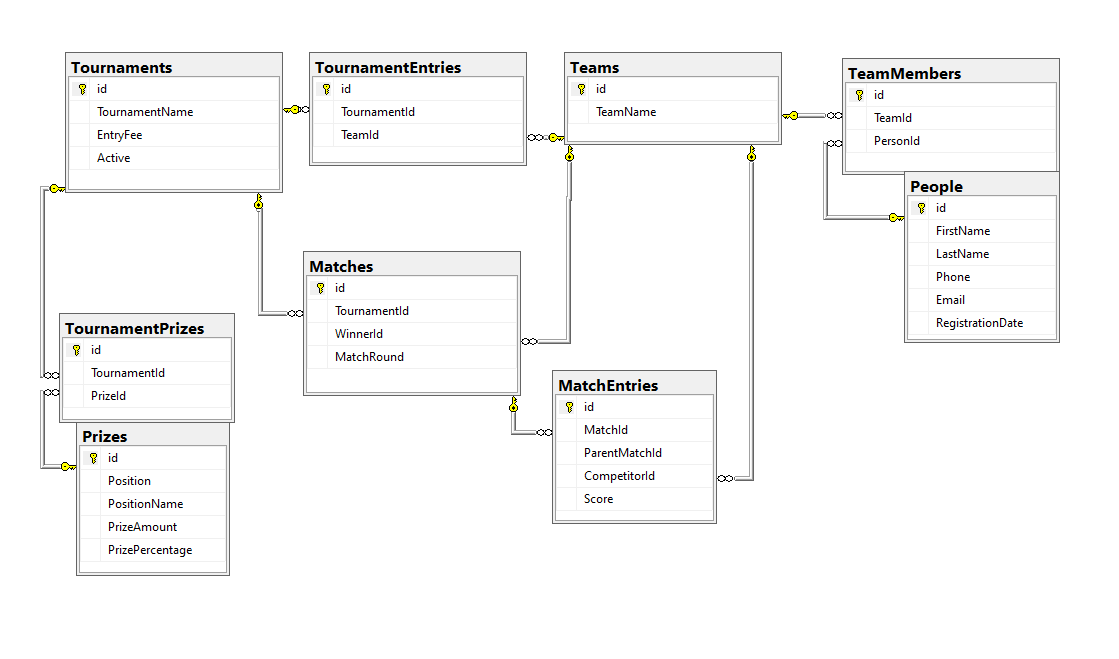 Tournaments
id
TournamentName
EntryFee
Active
TournamentEntries
id
TournamentId
TeamId
Teams
id
TeamName
TeamMembers
id
TeamId
PersonId
People
id
FirstName
LastName
Phone
Email
RegistrationDate
Matches
id
TournamentId
WinnerId
MatchRound
TournamentPrizes
id
TournamentId
PrizeId
MatchEntries
id
MatchId
ParentMatchId
CompetitorId
Score
Prizes
id
Position
PositionName
PrizeAmount
PrizePercentage